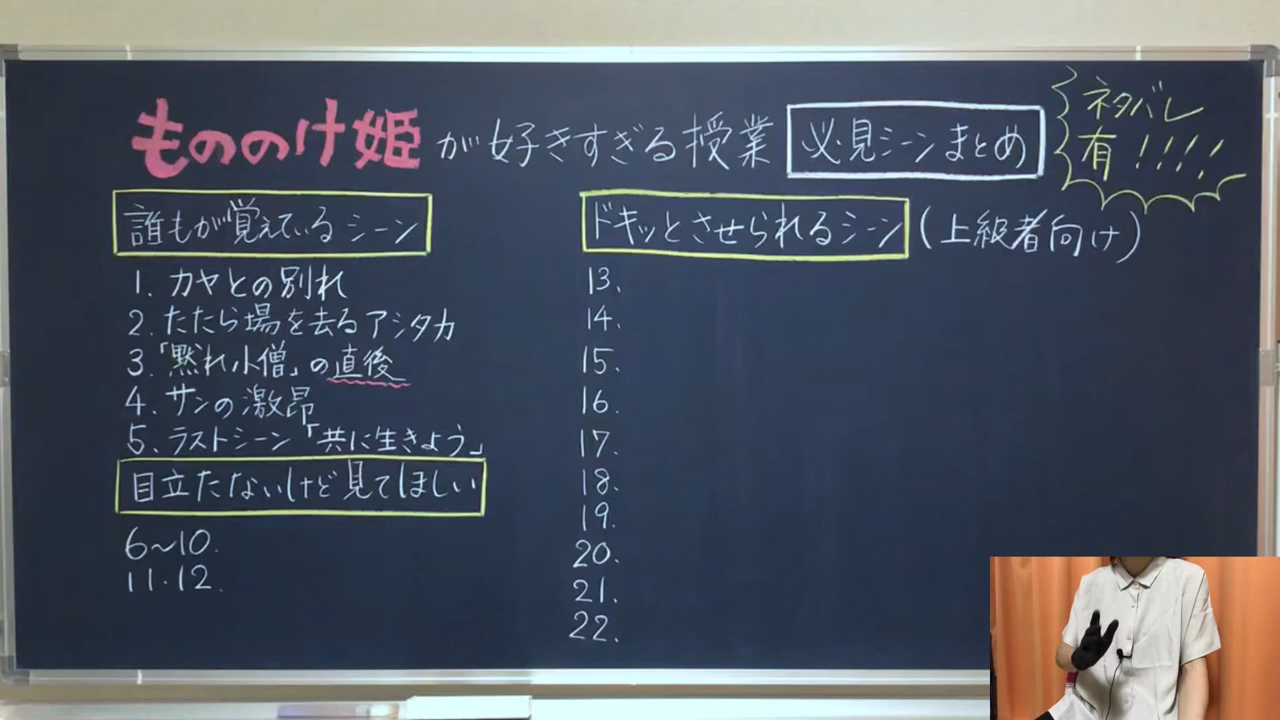 もののけ姫が好きすぎる授業 必見シーンまとめ
ネタバレ
有!!!!
誰もが覚えているシーン
1. カヤとの別れ
2. たたら場を去るアシタカ
3. 「黙れ小僧」の直後
4. サンの激昂
5. ラストシーン「共に生きよう」
目立たないけど見てほしい
6〜10.
11.12.
ドキッとさせられるシーン(上級者向け)
13.
14.
15.
16.
17.
18.
19.
20.
21.
22.